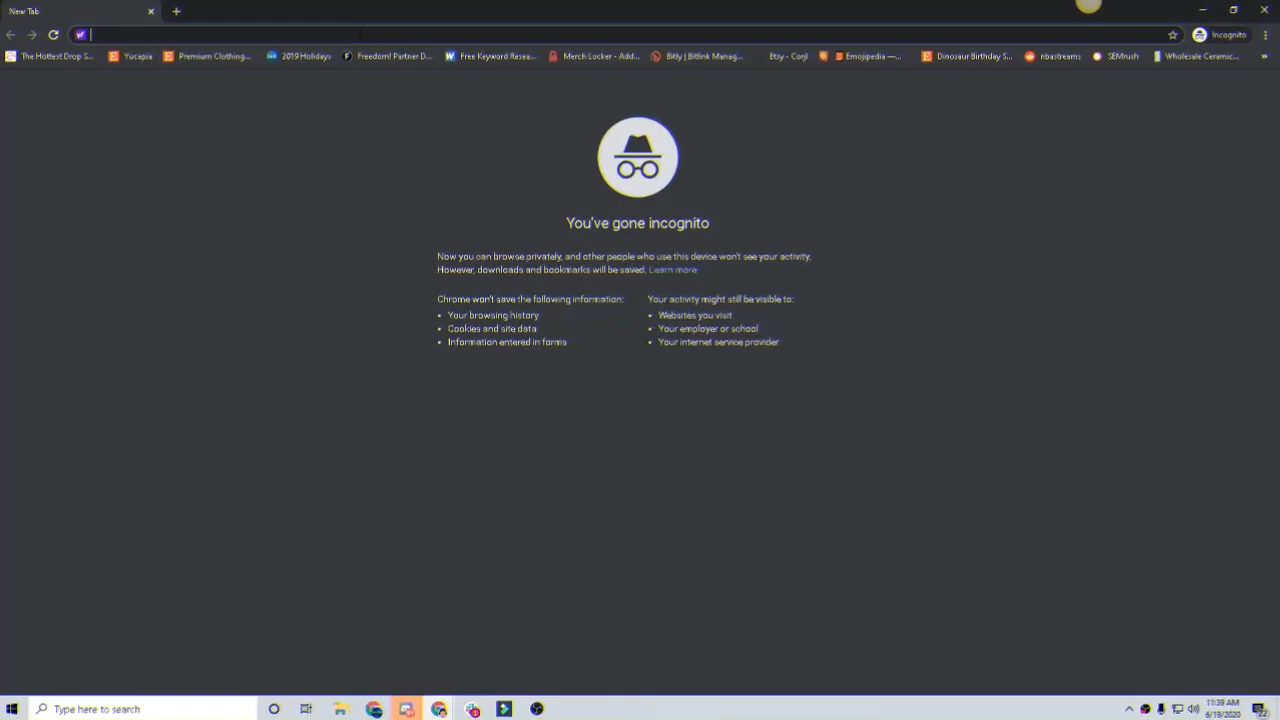 New Tab
Incognito
The Hottest Drop S...
Yucapia
Premium Clothing...
2019 Holidays
Freedom! Partner D...
Free Keyword Resea...
Merch Locker - Add...
Bitly | Bitlink Manag...
Etsy - Corjl
Emojipedia —...
Dinosaur Birthday S...
nbastreams
SEMrush
Wholesale Ceramic...
You've gone incognito
Now you can browse privately, and other people who use this device won't see your activity.
However, downloads and bookmarks will be saved. Learn more
Chrome won't save the following information:
• Your browsing history
• Cookies and site data
• Information entered in forms
Your activity might still be visible to:
• Websites you visit
• Your employer or school
• Your internet service provider
Type here to search
11:39 AM
6/19/2020